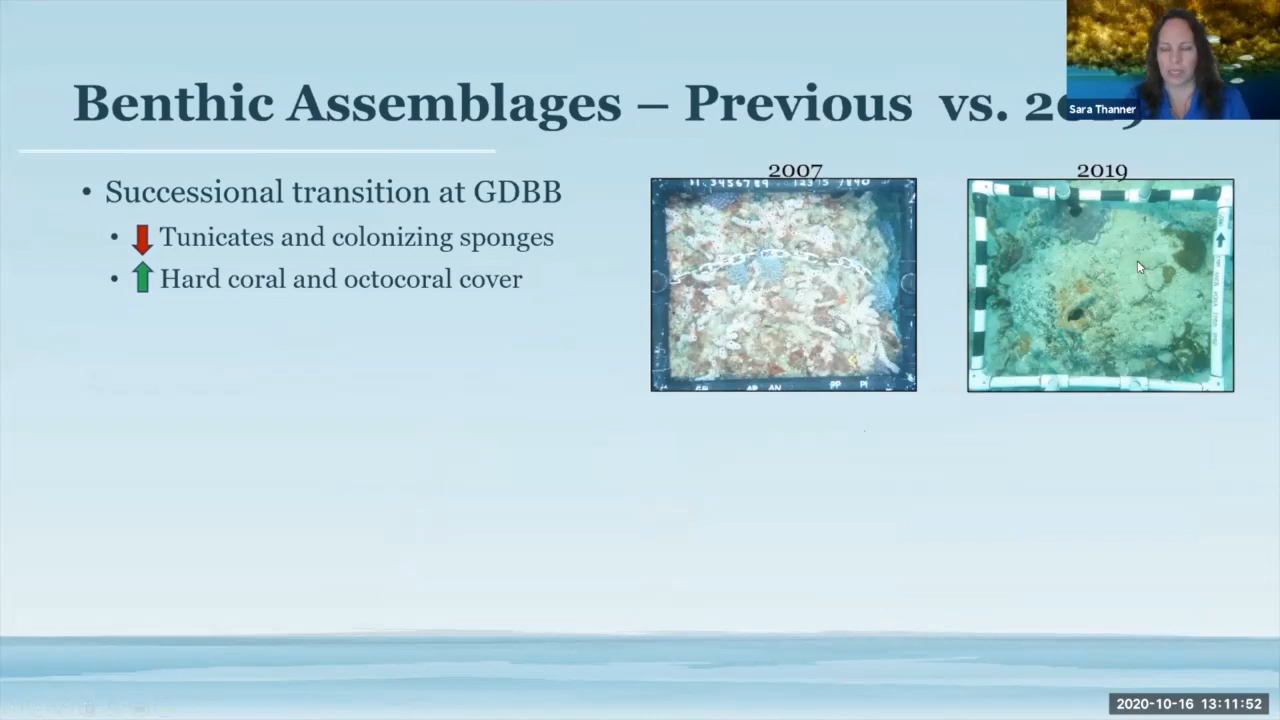 Benthic Assemblages – Previous vs. 2019
Sara Thanner
• Successional transition at GDBB
• Tunicates and colonizing sponges
• Hard coral and octocoral cover
2007
2019
2020-10-16 13:11:52